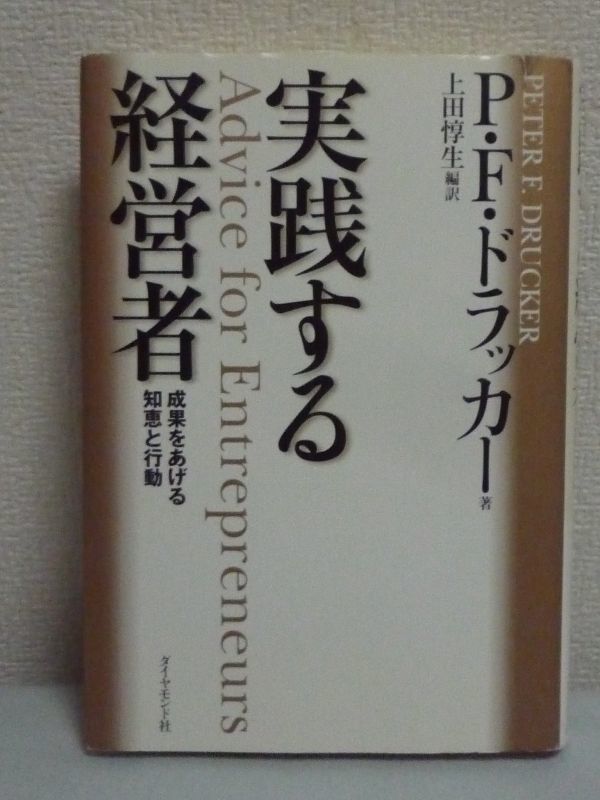 PETER F. DRUCKER
P・F・ドラッカー 著
上田惇生 編訳
実践する
経営者
Advice for Entrepreneurs
成果をあげる
知恵と行動
ダイヤモンド社